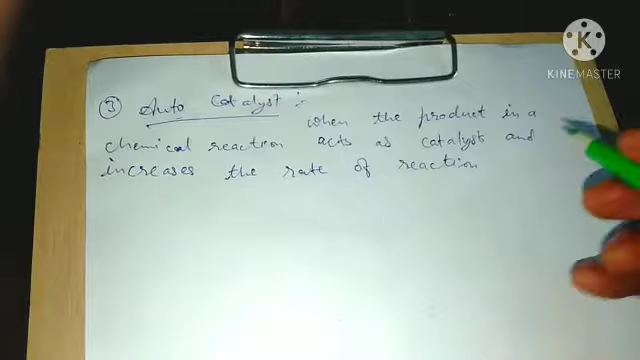 KINEMASTER
③ Auto Catalyst :-
when the product in a
chemical reaction acts as catalyst and
increases the rate of reaction